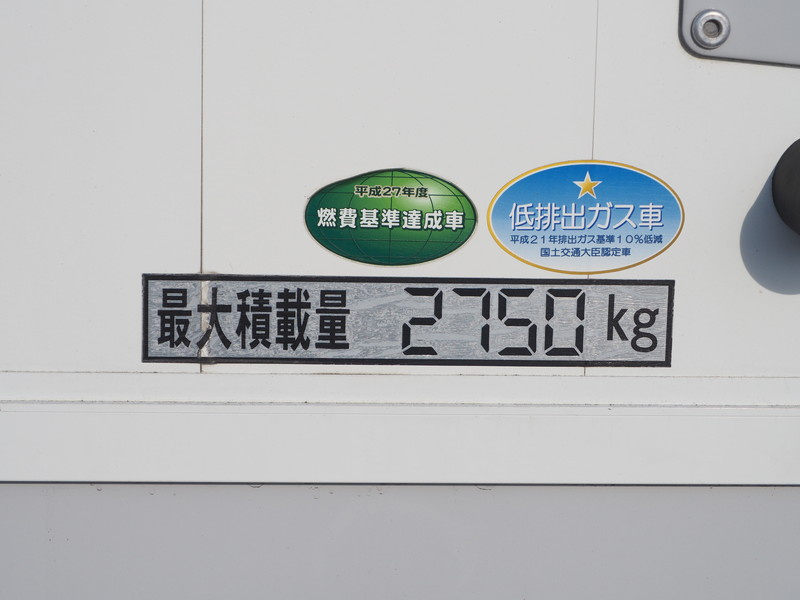 平成27年度
燃費基準達成車
低排出ガス車
平成21年排出ガス基準10%低減
国土交通大臣認定車
最大積載量 2750 kg